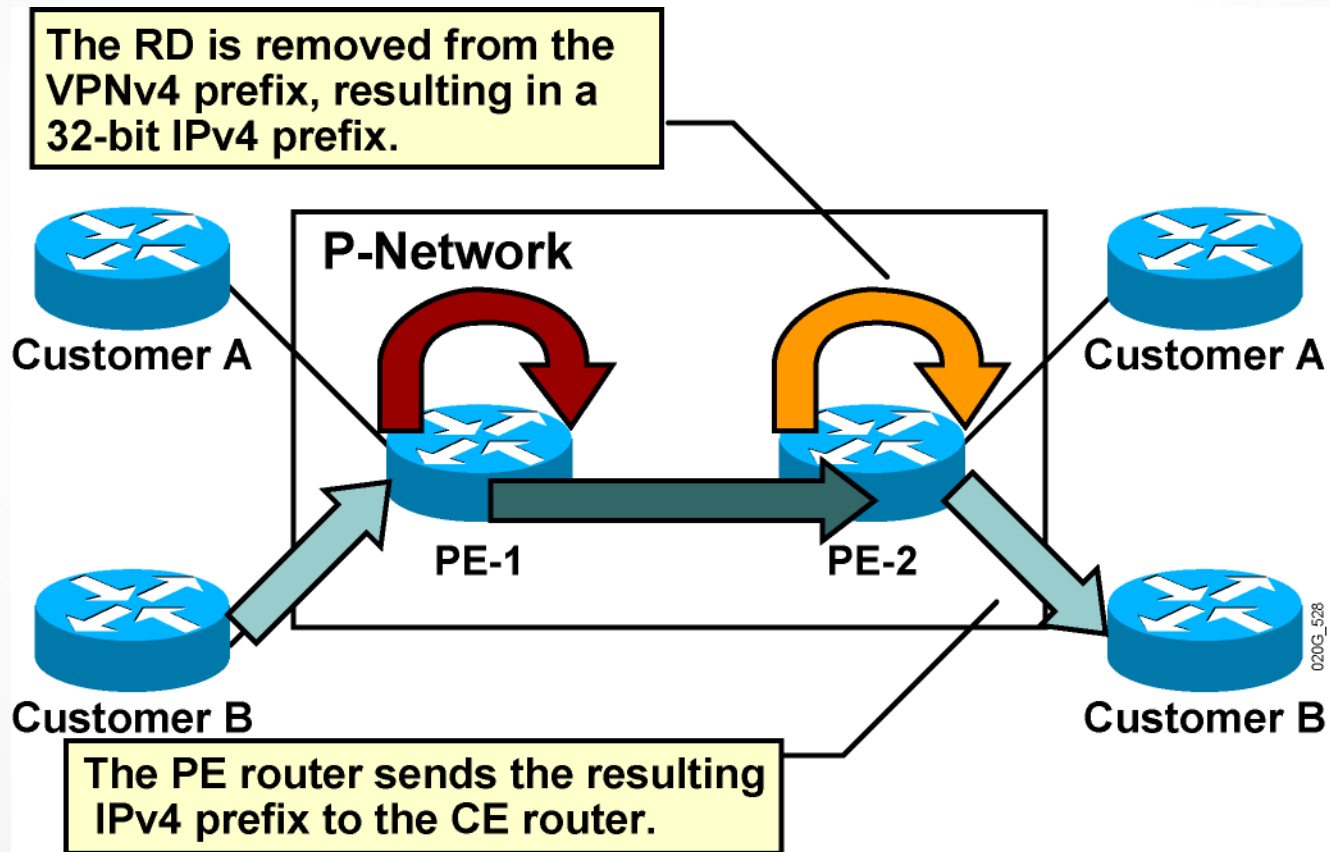 The RD is removed from the
VPNv4 prefix, resulting in a
32-bit IPv4 prefix.
P-Network
Customer A
Customer A
PE-1
PE-2
Customer B
Customer B
020G_528
The PE router sends the resulting
IPv4 prefix to the CE router.